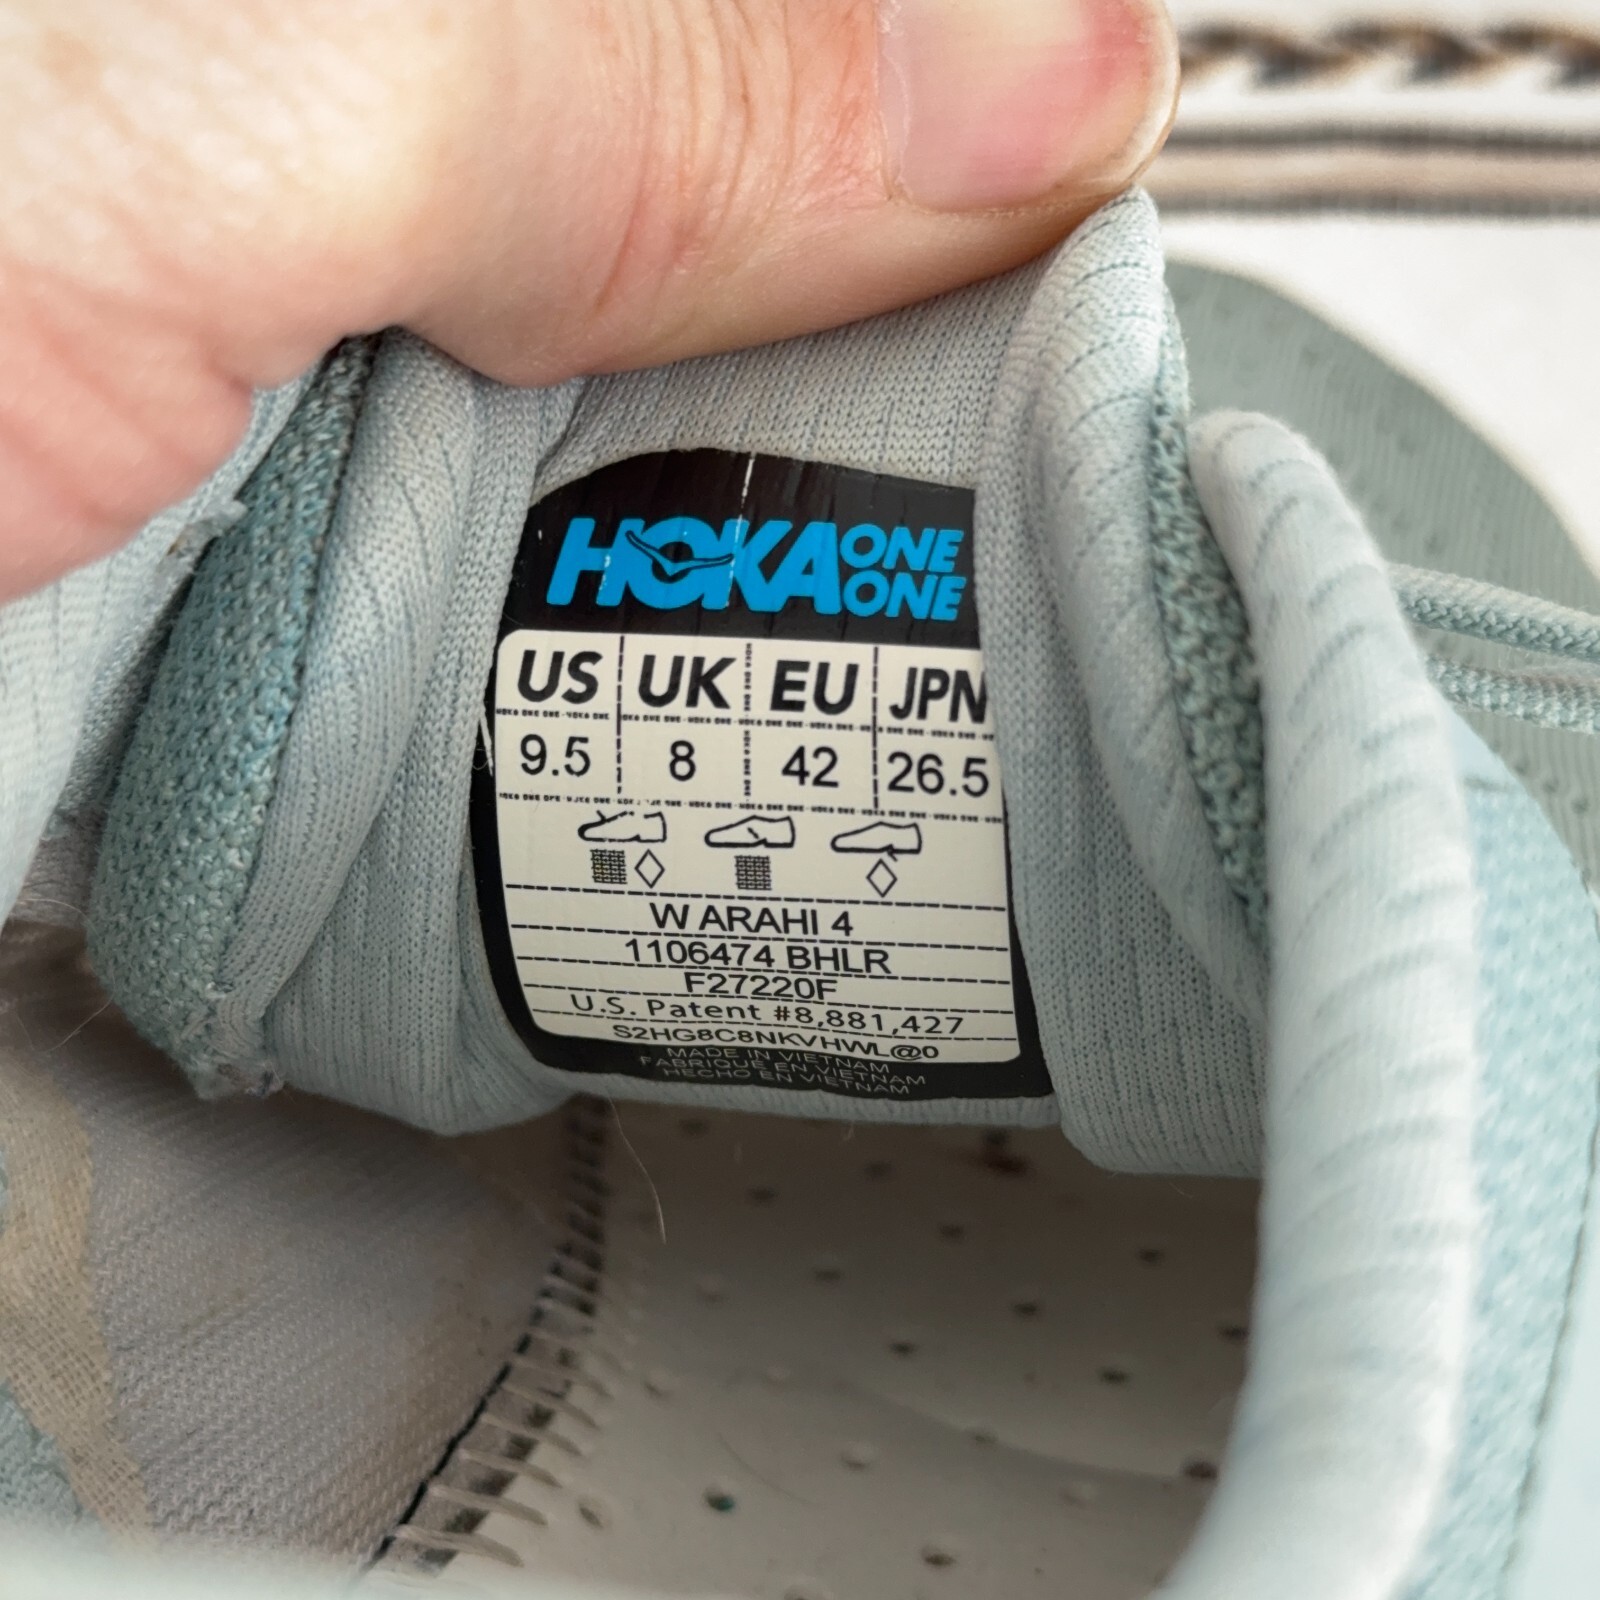 HOKA ONE ONE
US UK EU JPN
9.5 8 42 26.5
W ARAHI 4
1106474 BHLR
F27220F
U.S. Patent #8,881,427
S2HG8C8NKVHWL@0
MADE IN VIETNAM
FABRIQUE EN VIETNAM
HECHO EN VIETNAM